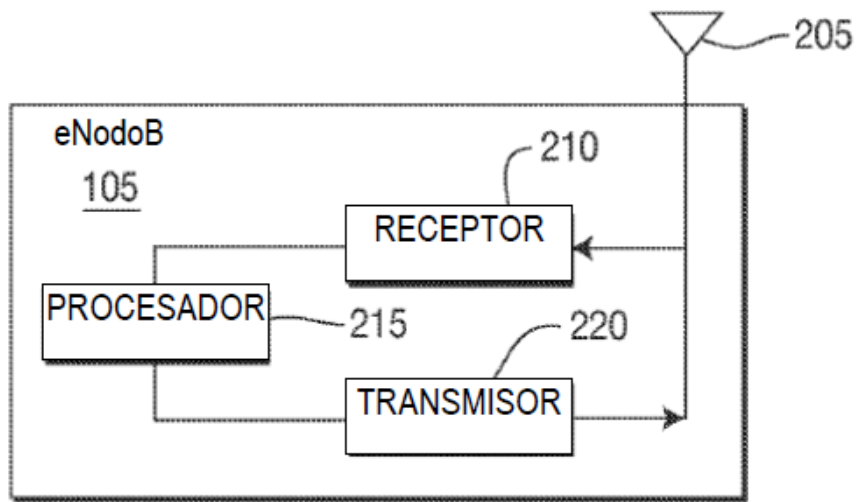 205
eNodoB
105
210
RECEPTOR
PROCESADOR
215
220
TRANSMISOR